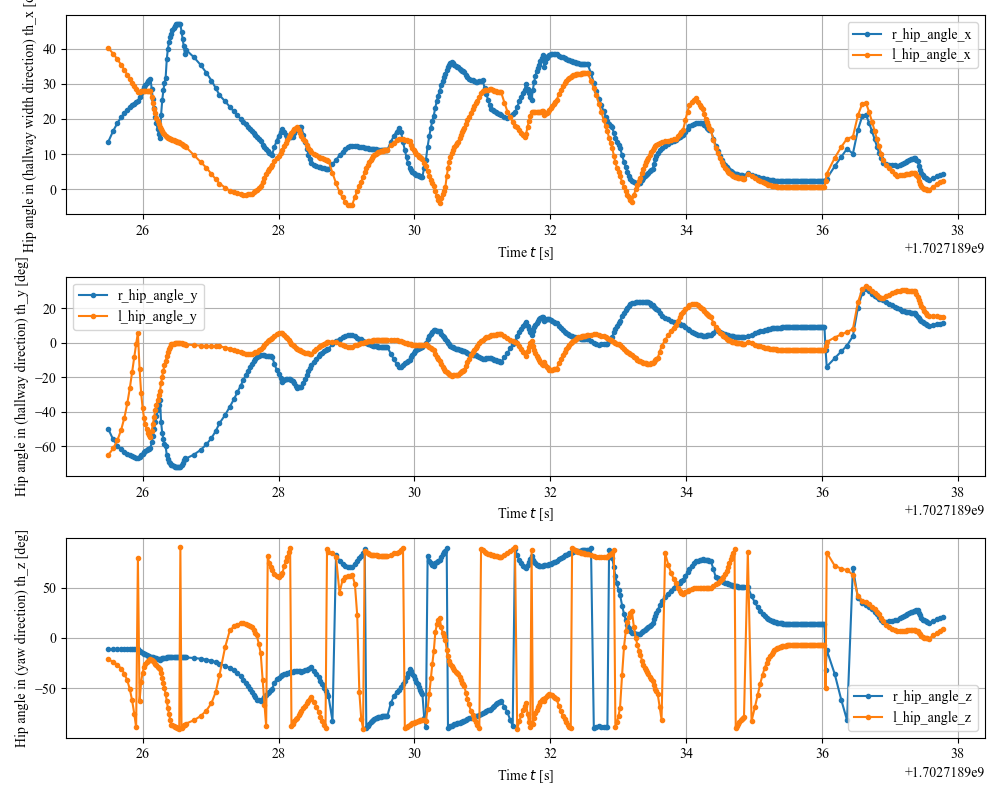 Hip angle in (hallway width direction) th_x [d
40
30
20
10
0
r_hip_angle_x
l_hip_angle_x
26
28
30
32
34
36
38
Time t [s]
+1.7027189e9
Hip angle in (hallway direction) th_y [deg]
20
0
−20
−40
−60
r_hip_angle_y
l_hip_angle_y
26
28
30
32
34
36
38
Time t [s]
+1.7027189e9
Hip angle in (yaw direction) th_z [deg]
50
0
−50
r_hip_angle_z
l_hip_angle_z
26
28
30
32
34
36
38
Time t [s]
+1.7027189e9